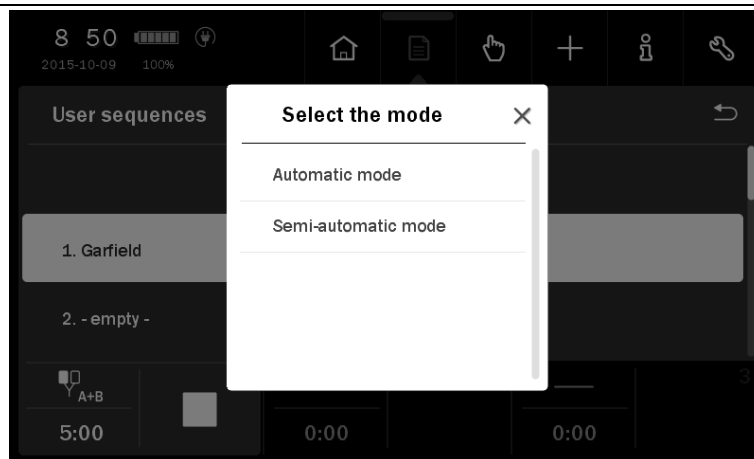 8 50
2015-10-09 100%
User sequences
Select the mode
Automatic mode
Semi-automatic mode
1. Garfield
2. - empty -
A+B
3
5:00 0:00 0:00